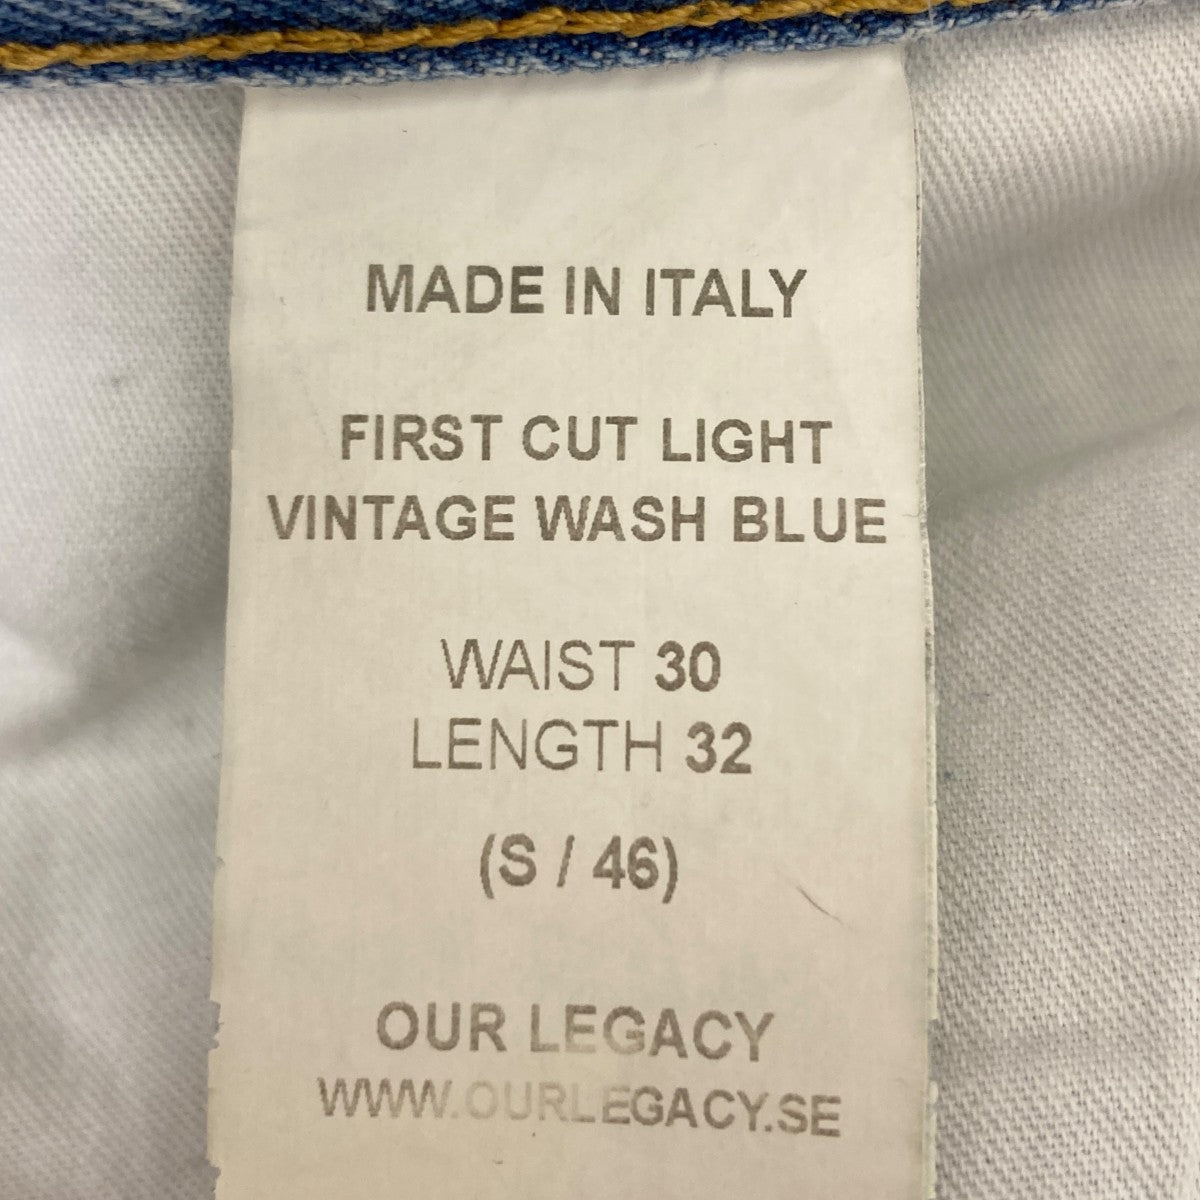 MADE IN ITALY
FIRST CUT LIGHT
VINTAGE WASH BLUE
WAIST 30
LENGTH 32
(S / 46)
OUR LEGACY
WWW.OURLEGACY.SE